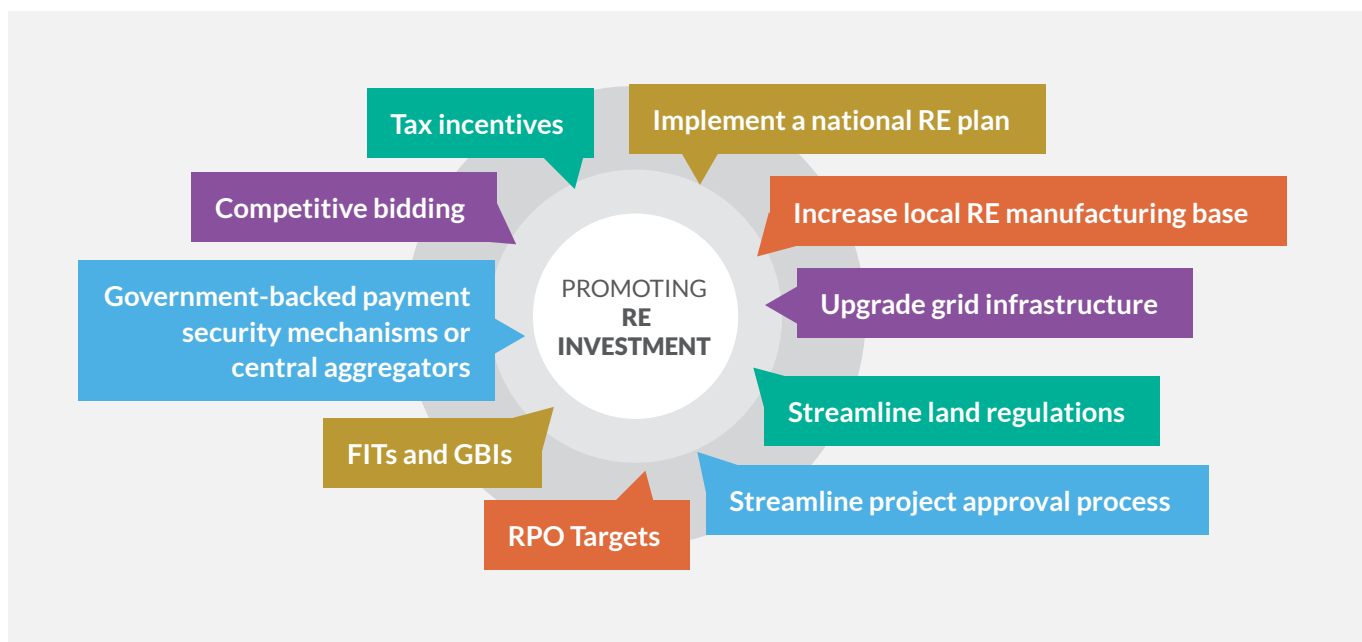 Tax incentives
Implement a national RE plan
Competitive bidding
Increase local RE manufacturing base
Government-backed payment
security mechanisms or
central aggregators
PROMOTING
RE
INVESTMENT
Upgrade grid infrastructure
Streamline land regulations
FITs and GBIs
Streamline project approval process
RPO Targets